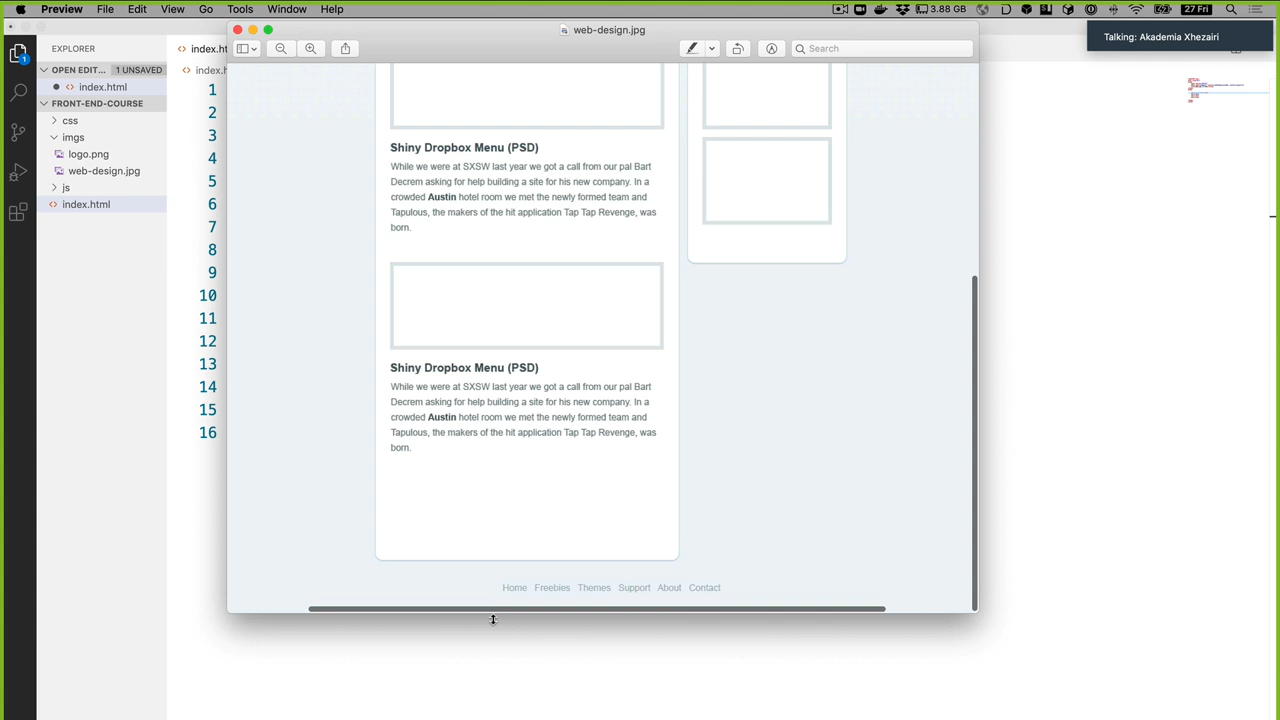 Preview File Edit View Go Tools Window Help 3.88 GB 27 Fri
web-design.jpg
Talking: Akademia Xhezairi
Search
EXPLORER
OPEN EDIT... 1 UNSAVED
index.html
FRONT-END-COURSE
css
imgs
logo.png
web-design.jpg
js
index.html
index.ht
index.h
1
2
3
4
5
6
7
8
9
10
11
12
13
14
15
16
Shiny Dropbox Menu (PSD)
While we were at SXSW last year we got a call from our pal Bart
Decrem asking for help building a site for his new company. In a
crowded Austin hotel room we met the newly formed team and
Tapulous, the makers of the hit application Tap Tap Revenge, was
born.
Shiny Dropbox Menu (PSD)
While we were at SXSW last year we got a call from our pal Bart
Decrem asking for help building a site for his new company. In a
crowded Austin hotel room we met the newly formed team and
Tapulous, the makers of the hit application Tap Tap Revenge, was
born.
Home Freebies Themes Support About Contact